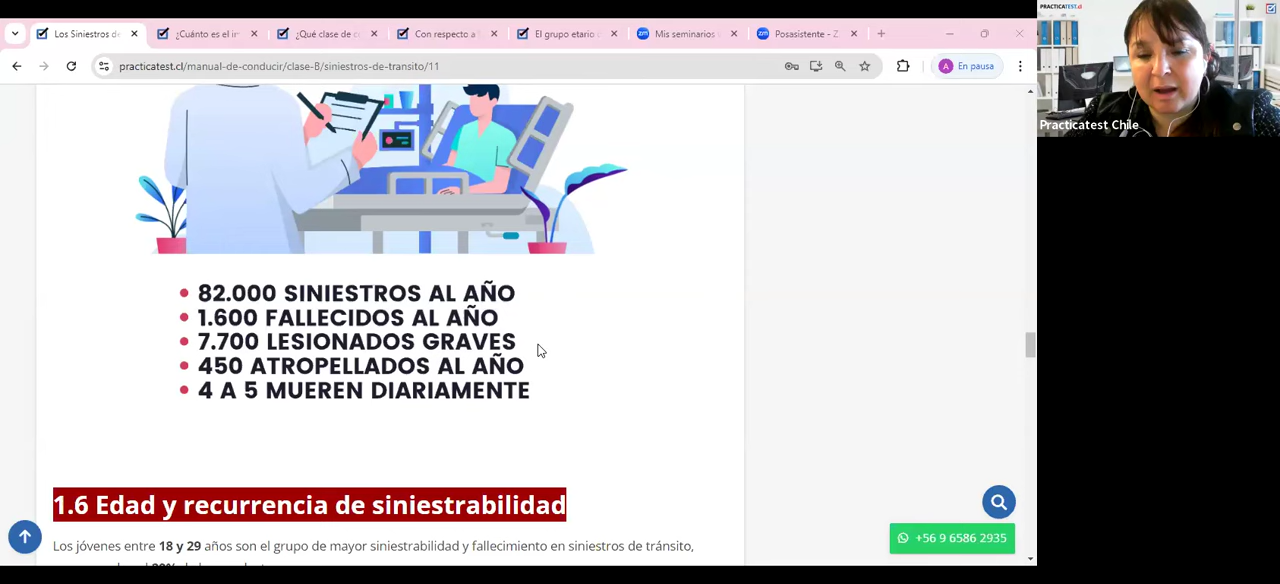 Los Siniestros de
¿Cuánto es el im
¿Qué clase de c
Con respecto a l
El grupo etario
Mis seminarios
Posasistente - Z
practicatest.cl/manual-de-conducir/clase-B/siniestros-de-transito/11
A
En pausa
PRACTICATEST.cl
Practicatest Chile
• 82.000 SINIESTROS AL AÑO
• 1.600 FALLECIDOS AL AÑO
• 7.700 LESIONADOS GRAVES
• 450 ATROPELLADOS AL AÑO
• 4 A 5 MUEREN DIARIAMENTE
1.6 Edad y recurrencia de siniestrabilidad
Los jóvenes entre 18 y 29 años son el grupo de mayor siniestrabilidad y fallecimiento en siniestros de tránsito,
+56 9 6586 2935